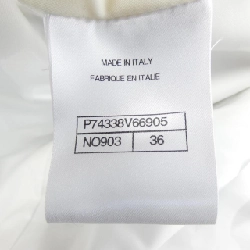 MADE IN ITALY
FABRIQUE EN ITALIE
P74338V66905
NO903 36